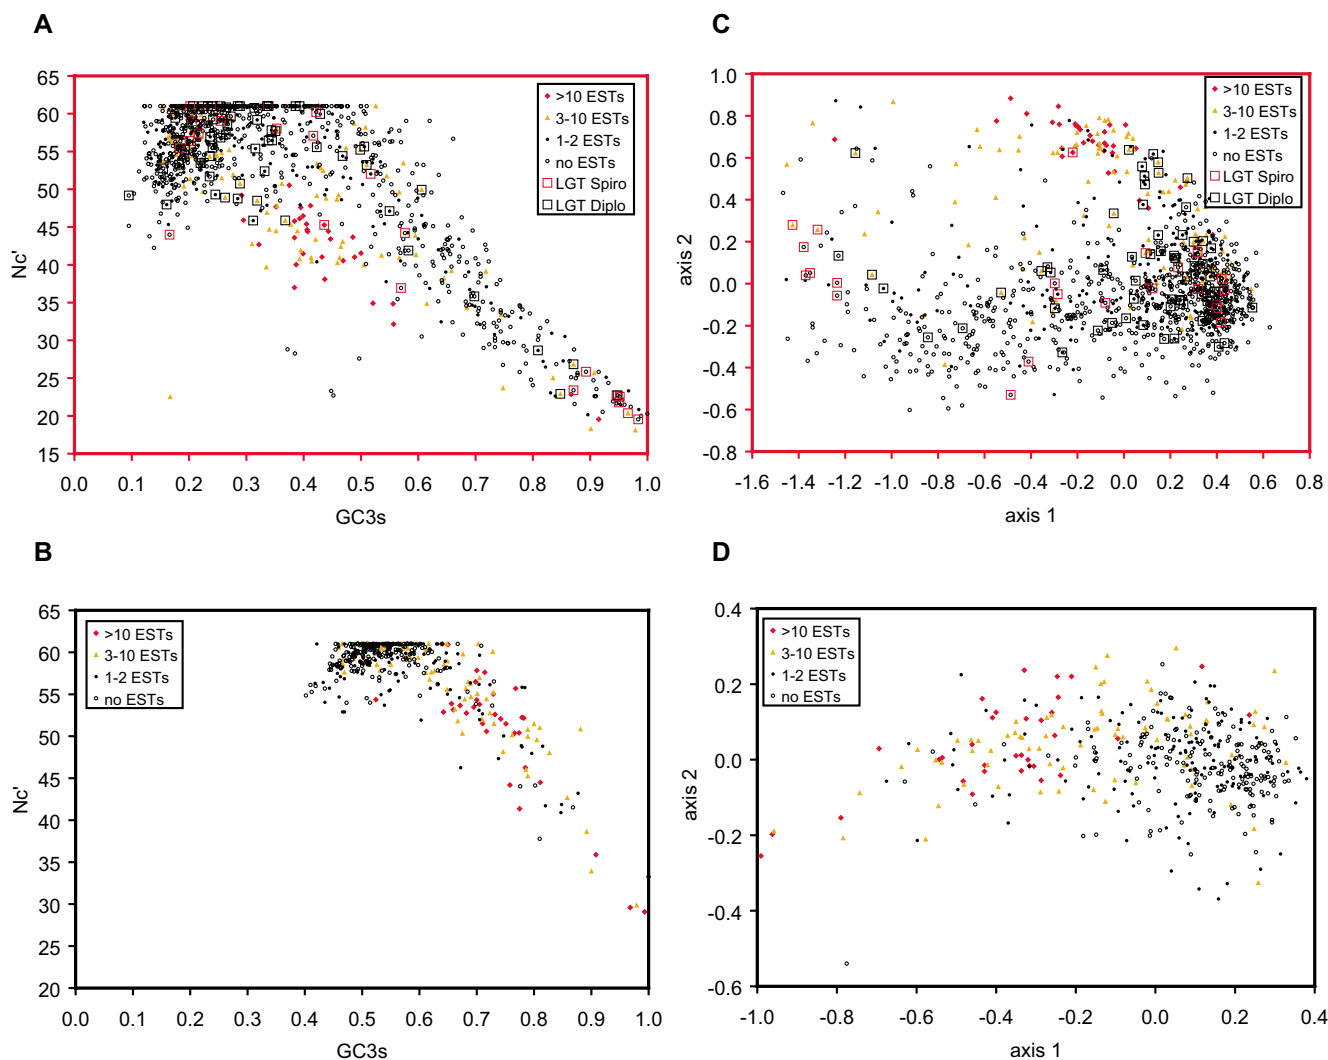 A
65
60
55
50
45
40
35
30
25
20
15
Nc'
0.0 0.1 0.2 0.3 0.4 0.5 0.6 0.7 0.8 0.9 1.0
GC3s
>10 ESTs
3-10 ESTs
1-2 ESTs
no ESTs
LGT Spiro
LGT Diplo
C
1.0
0.8
0.6
0.4
0.2
0.0
-0.2
-0.4
-0.6
-0.8
axis 2
-1.6 -1.4 -1.2 -1.0 -0.8 -0.6 -0.4 -0.2 0.0 0.2 0.4 0.6 0.8
axis 1
>10 ESTs
3-10 ESTs
1-2 ESTs
no ESTs
LGT Spiro
LGT Diplo
B
65
60
55
50
45
40
35
30
25
20
Nc'
0.0 0.1 0.2 0.3 0.4 0.5 0.6 0.7 0.8 0.9 1.0
GC3s
>10 ESTs
3-10 ESTs
1-2 ESTs
no ESTs
D
0.4
0.2
0.0
-0.2
-0.4
-0.6
axis 2
-1.0 -0.8 -0.6 -0.4 -0.2 0.0 0.2 0.4
axis 1
>10 ESTs
3-10 ESTs
1-2 ESTs
no ESTs